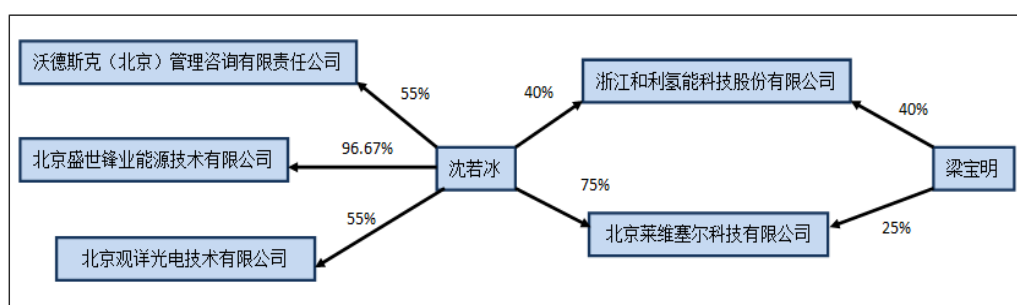 沃德斯克（北京）管理咨询有限责任公司
浙江和利氢能科技股份有限公司
55%
40%
40%
北京盛世锋业能源技术有限公司
96.67%
沈若冰
梁宝明
75%
55%
北京莱维塞尔科技有限公司
25%
北京观详光电技术有限公司